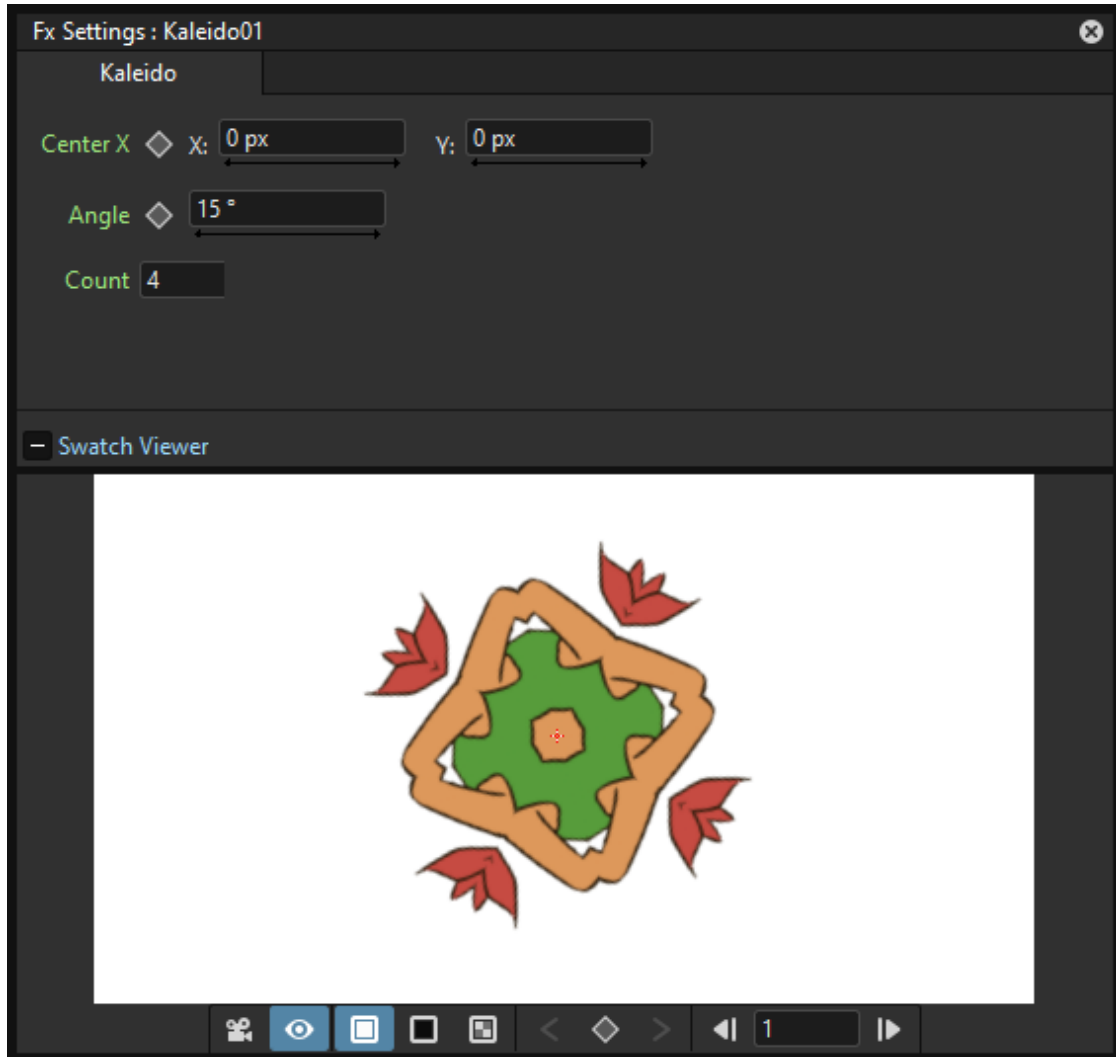 Fx Settings : Kaleido01
Kaleido
Center X X: 0 px Y: 0 px
Angle 15 °
Count 4
Swatch Viewer
1